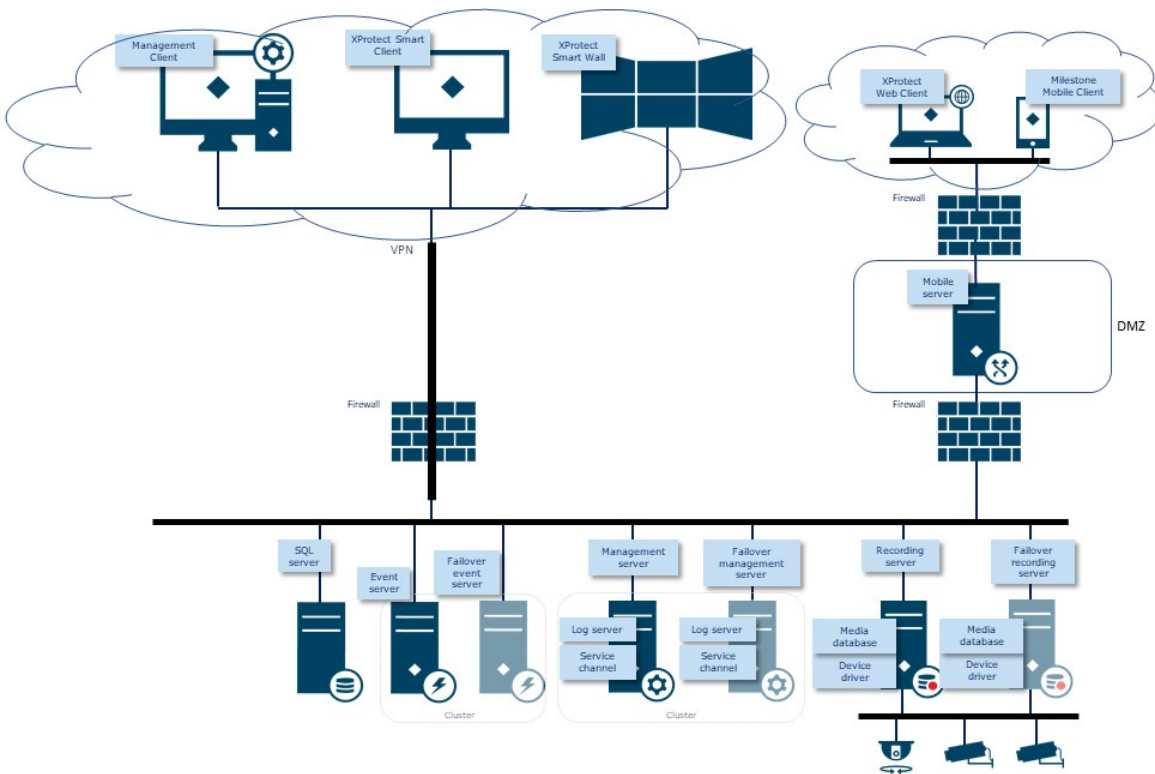 Management
Client
XProtect Smart
Client
XProtect
Smart Wall
XProtect
Web Client
Milestone
Mobile Client
Firewall
VPN
Mobile
server
DMZ
Firewall
Firewall
SQL
server
Event
server
Failover
event
server
Management
server
Failover
management
server
Recording
server
Failover
recording
server
Log server
Service
channel
Log server
Service
channel
Media
database
Device
driver
Media
database
Device
driver
Cluster
Cluster